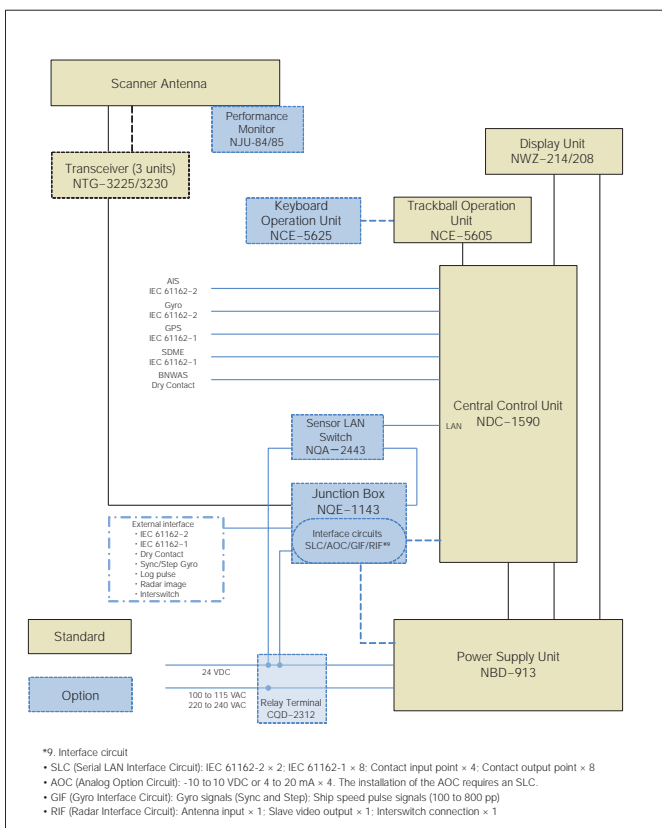 Scanner Antenna
Performance
Monitor
NJU-84/85
Transceiver (3 units)
NTG-3225/3230
Display Unit
NWZ-214/208
Keyboard
Operation Unit
NCE-5625
Trackball Operation
Unit
NCE-5605
AIS
IEC 61162-2
Gyro
IEC 61162-2
GPS
IEC 61162-1
SDME
IEC 61162-1
BNWAS
Dry Contact
Central Control Unit
NDC-1590
LAN
Sensor LAN
Switch
NQA-2443
Junction Box
NQE-1143
Interface circuits
SLC/AOC/GIF/RIF*9
External interface
・IEC 61162-2
・IEC 61162-1
・Dry Contact
・Sync/Step Gyro
・Log pulse
・Radar image
・Interswitch
Standard
Option
24 VDC
100 to 115 VAC
220 to 240 VAC
Relay Terminal
CQD-2312
Power Supply Unit
NBD-913
*9. Interface circuit
• SLC (Serial LAN Interface Circuit): IEC 61162-2 × 2; IEC 61162-1 × 8; Contact input point × 4; Contact output point × 8
• AOC (Analog Option Circuit): -10 to 10 VDC or 4 to 20 mA × 4. The installation of the AOC requires an SLC.
• GIF (Gyro Interface Circuit): Gyro signals (Sync and Step); Ship speed pulse signals (100 to 800 pp)
• RIF (Radar Interface Circuit): Antenna input × 1; Slave video output × 1; Interswitch connection × 1